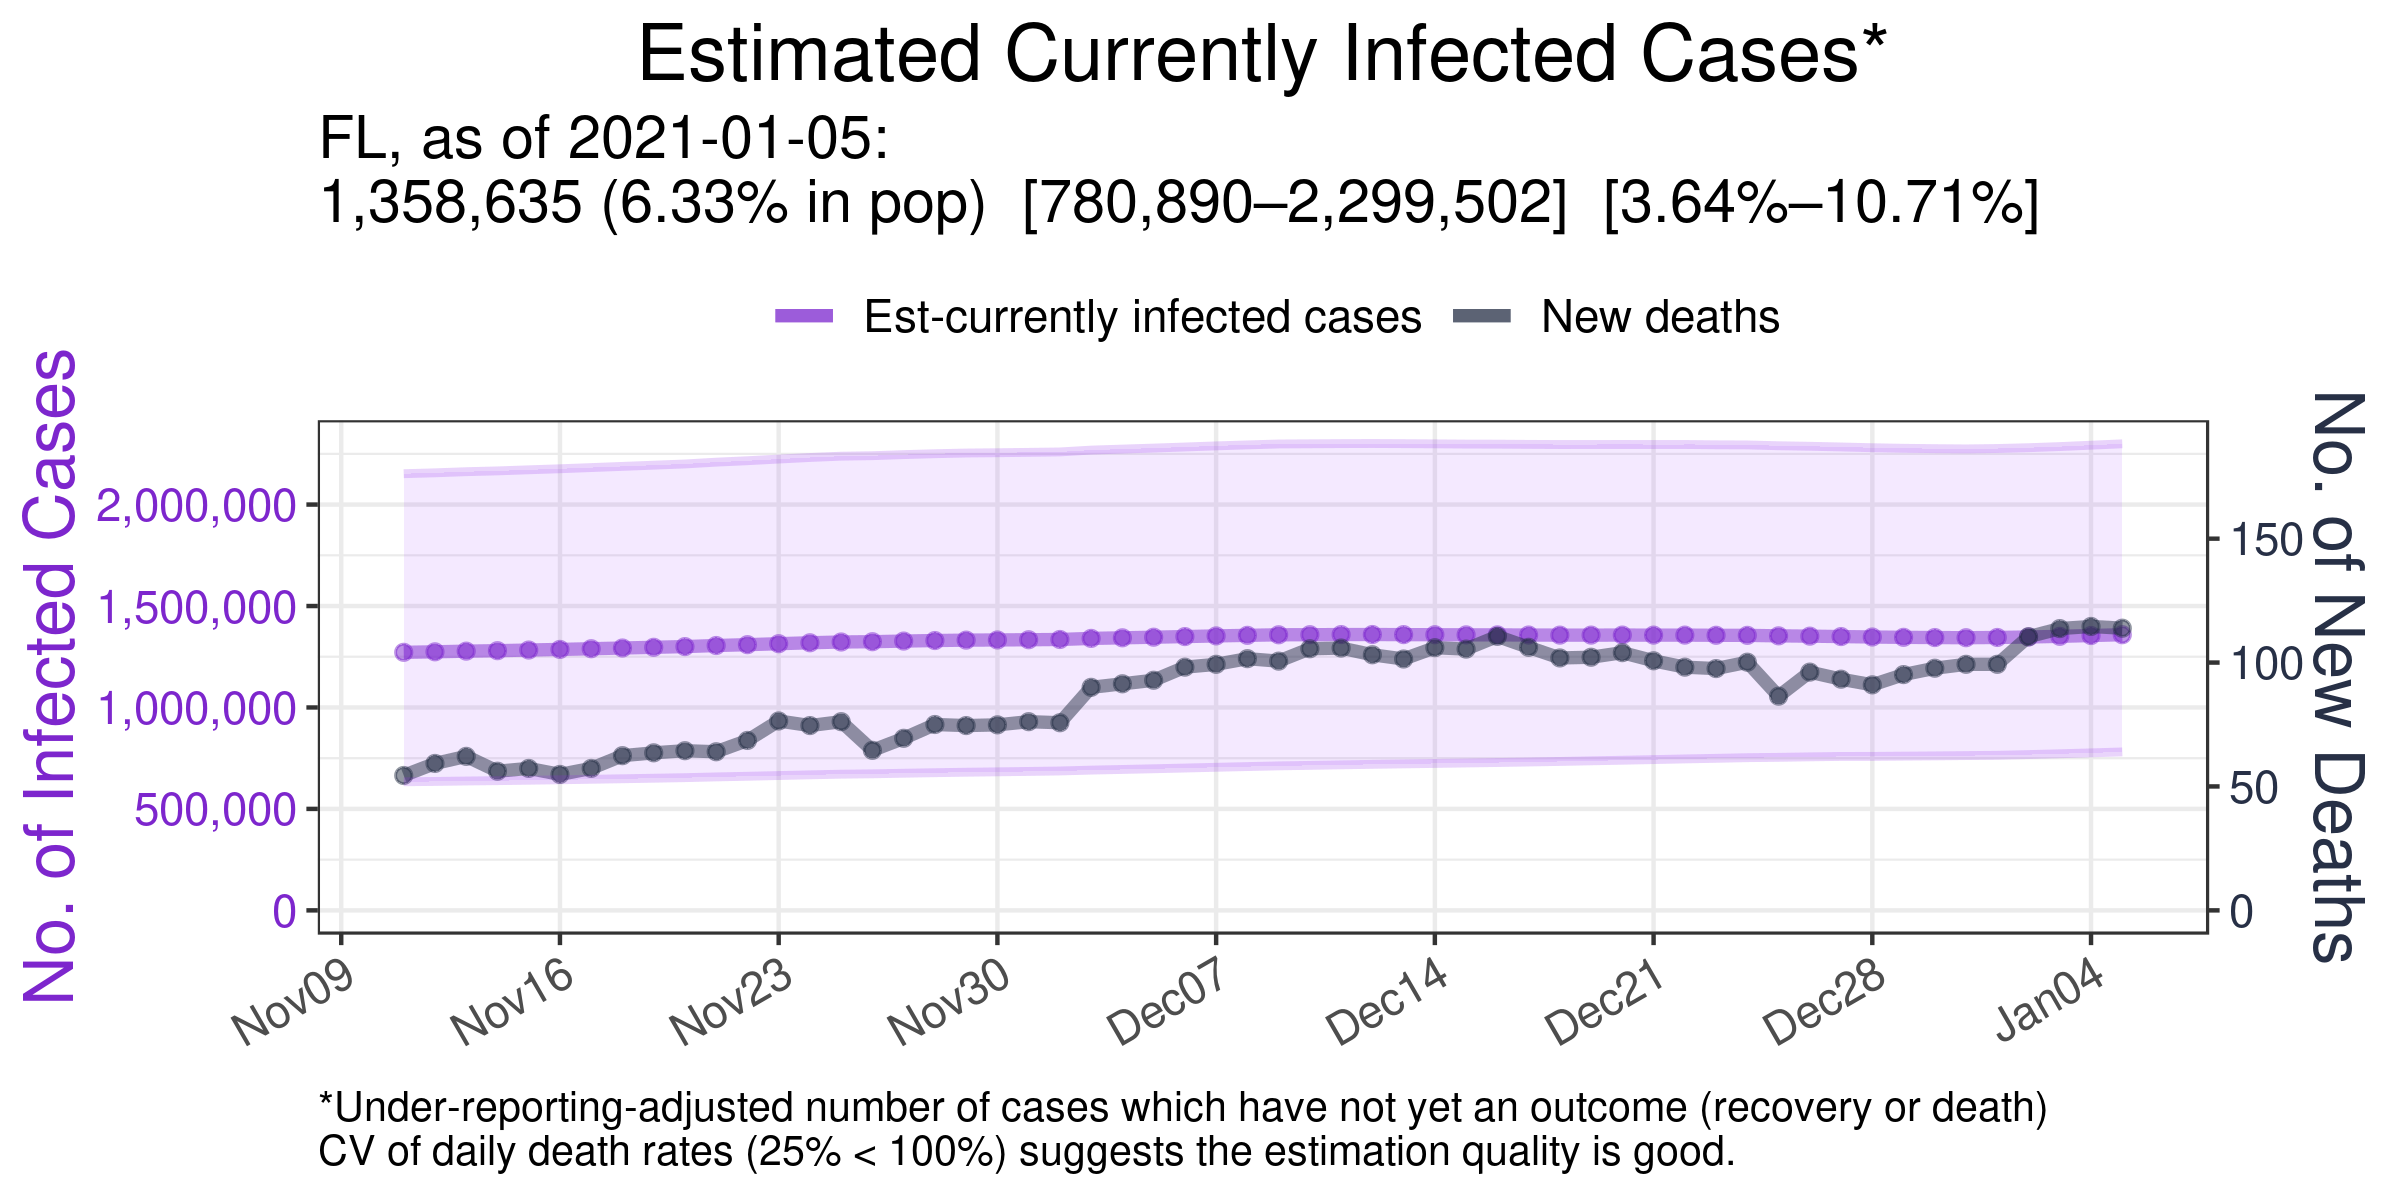 Estimated Currently Infected Cases*
FL, as of 2021-01-05:
1,358,635 (6.33% in pop)  [780,890–2,299,502]  [3.64%–10.71%]
Est-currently infected cases
New deaths
No. of Infected Cases
2,000,000
1,500,000
1,000,000
500,000
0
No. of New Deaths
150
100
50
0
Nov09
Nov16
Nov23
Nov30
Dec07
Dec14
Dec21
Dec28
Jan04
*Under-reporting-adjusted number of cases which have not yet an outcome (recovery or death)
CV of daily death rates (25% < 100%) suggests the estimation quality is good.